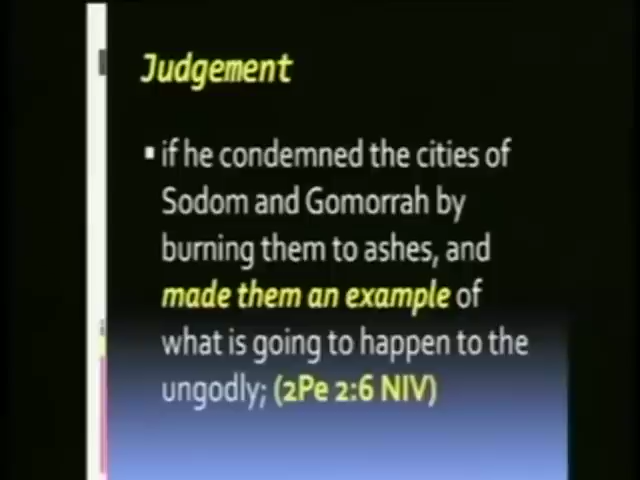 Judgement
▪ if he condemned the cities of
Sodom and Gomorrah by
burning them to ashes, and
made them an example of
what is going to happen to the
ungodly; (2Pe 2:6 NIV)